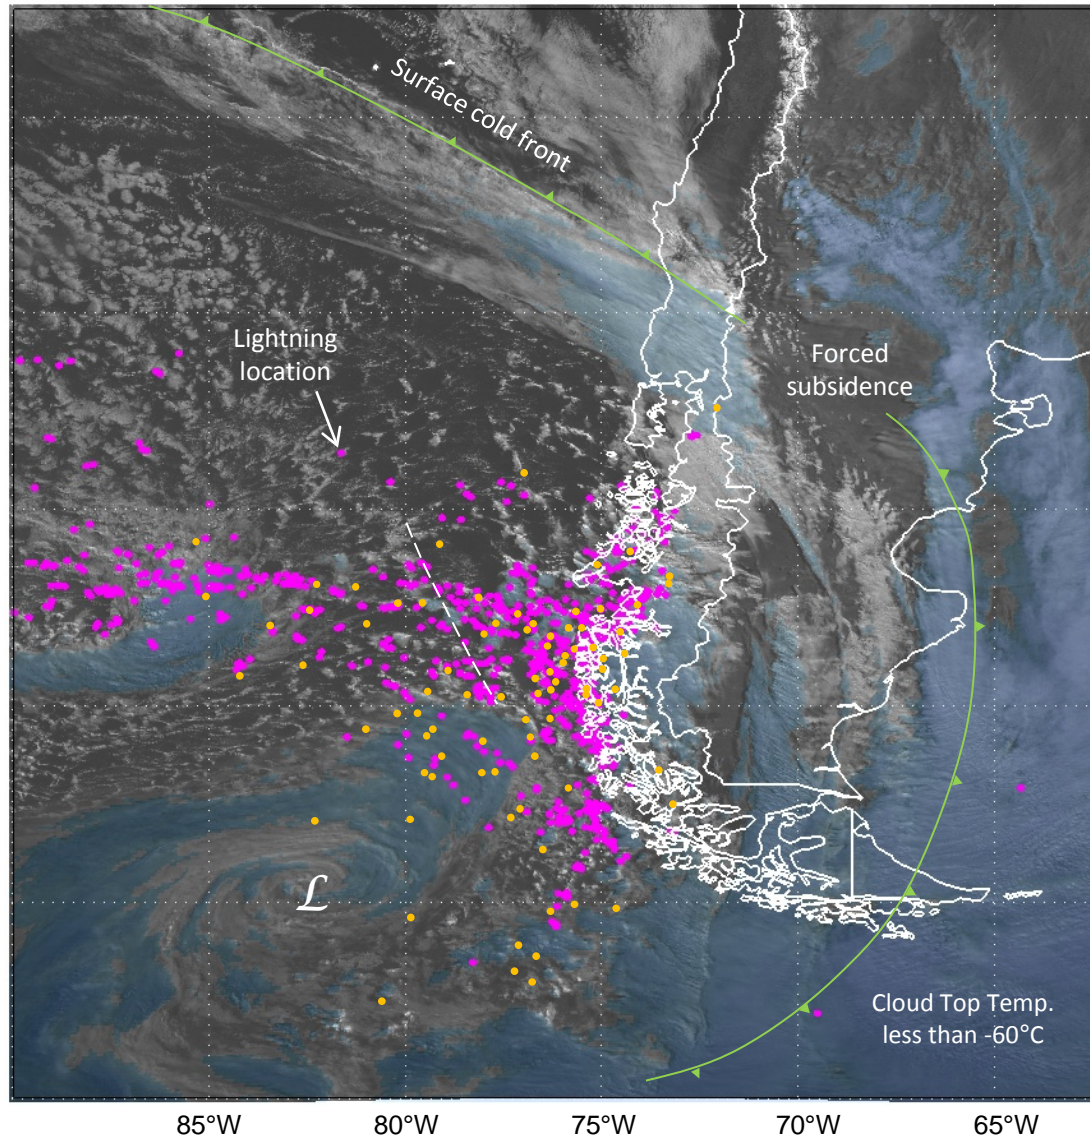 Surface cold front
Lightning
location
Forced
subsidence
ℒ
Cloud Top Temp.
less than -60°C
85°W
80°W
75°W
70°W
65°W